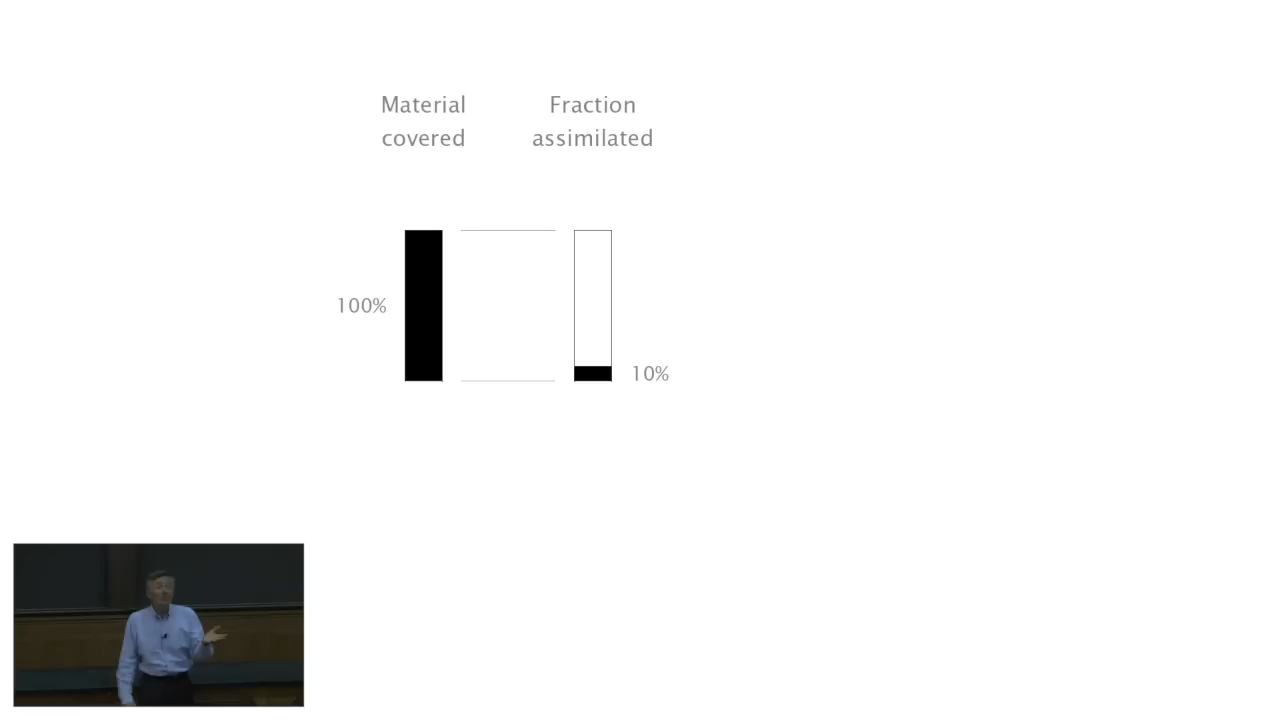 Material
covered
Fraction
assimilated
100%
10%